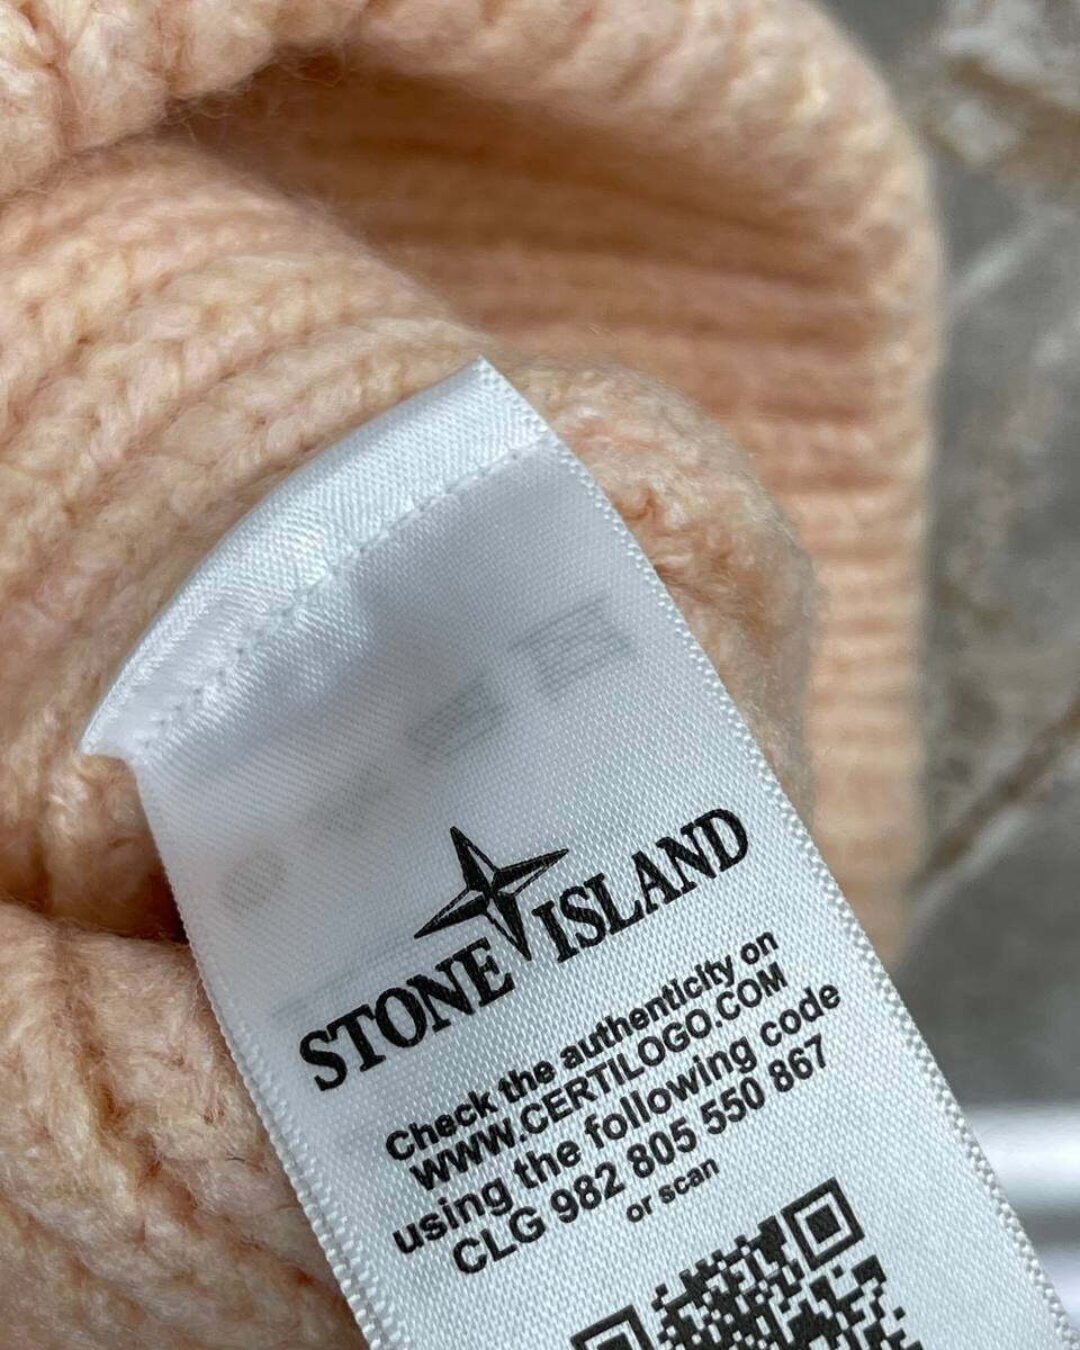 STONE ISLAND
Check the authenticity on
WWW.CERTILOGO.COM
using the following code
CLG 982 805 550 867
or scan